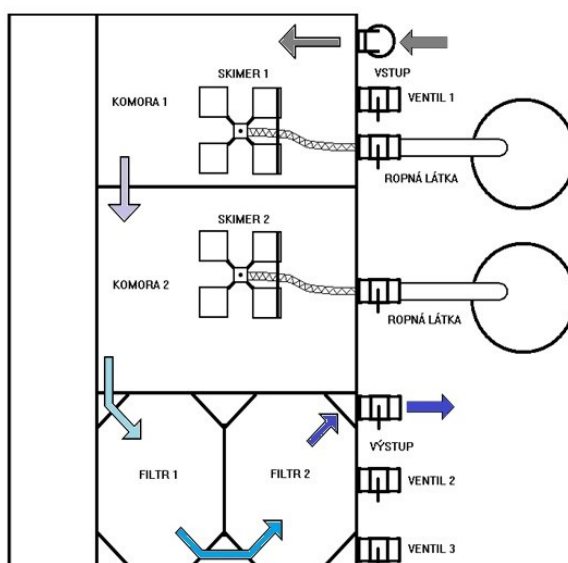 VSTUP
SKIMER 1
KOMORA 1
VENTIL 1
ROPNÁ LÁTKA
SKIMER 2
KOMORA 2
ROPNÁ LÁTKA
VÝSTUP
FILTR 1
FILTR 2
VENTIL 2
VENTIL 3